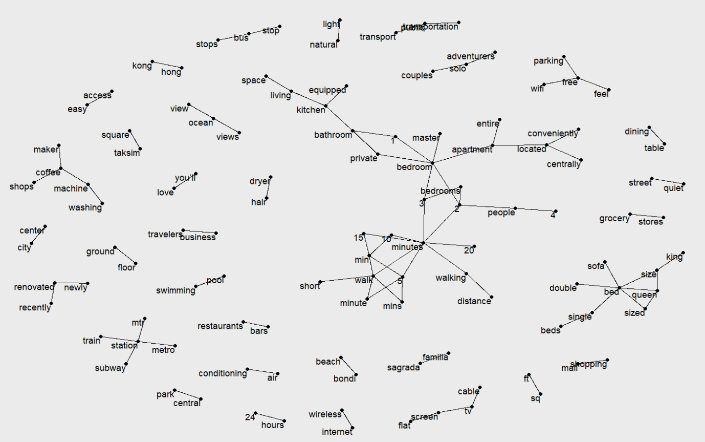 light
stops bus stop
natural
transport public transportation
kong hong
adventurers
couples solo
parking
wifi free feel
space
living equipped
kitchen
access
easy
view
ocean
views
square
taksim
bathroom
1
private
master
bedroom
entire
apartment
conveniently
located
centrally
dining
table
maker
coffee
shops
machine
washing
you'll
love
dryer
hair
bedrooms
3
2
people
4
street
quiet
grocery
stores
center
city
ground
floor
travelers
business
15
10
minutes
20
min
walk
5
short
minute
mins
walking
distance
king
size
sofa
bed
queen
double
sized
single
beds
renovated newly
recently
pool
swimming
mtr
train
station
metro
subway
restaurants
bars
conditioning
air
beach
bondi
familia
sagrada
shopping
mall
park
central
24
hours
wireless
internet
cable
tv
screen
flat
ft
sq